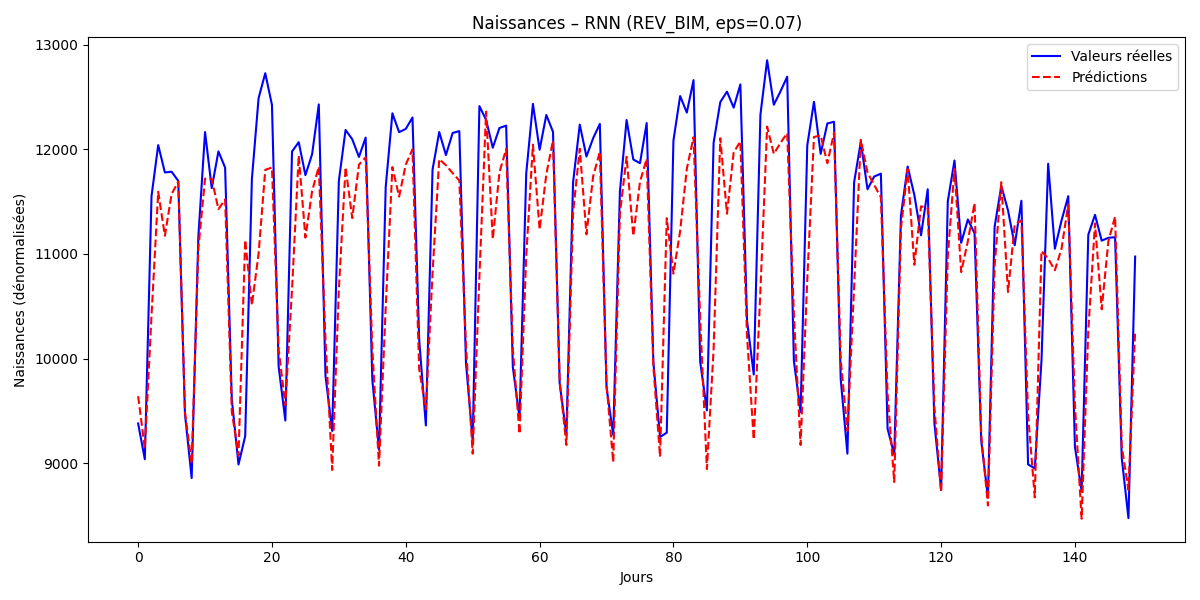 Naissances – RNN (REV_BIM, eps=0.07)
Valeurs réelles
Prédictions
Naissances (dénormalisées)
13000
12000
11000
10000
9000
0 20 40 60 80 100 120 140
Jours